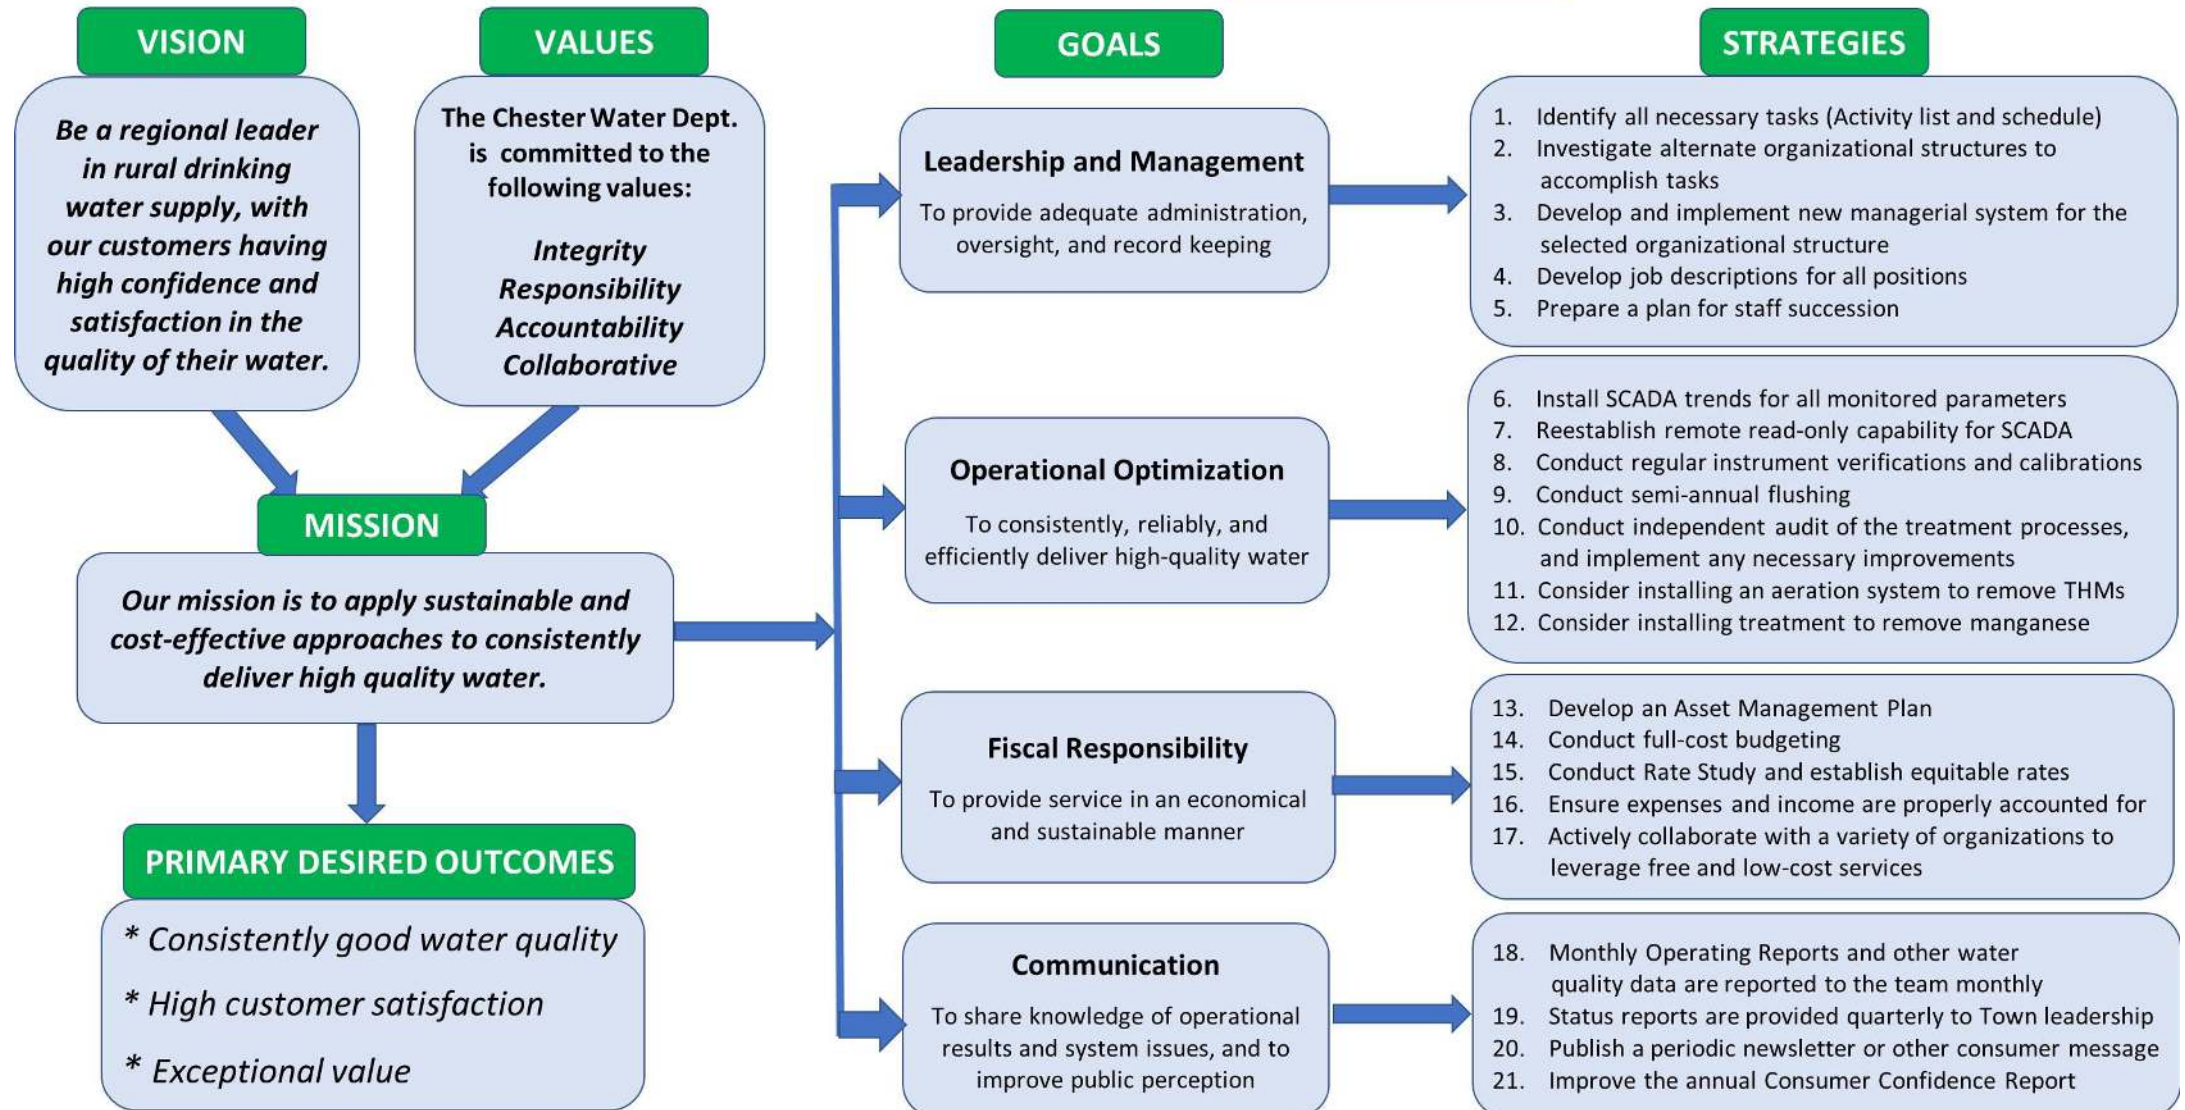 VISION
Be a regional leader
in rural drinking
water supply, with
our customers having
high confidence and
satisfaction in the
quality of their water.
VALUES
The Chester Water Dept.
is committed to the
following values:
Integrity
Responsibility
Accountability
Collaborative
MISSION
Our mission is to apply sustainable and
cost-effective approaches to consistently
deliver high quality water.
PRIMARY DESIRED OUTCOMES
* Consistently good water quality
* High customer satisfaction
* Exceptional value
GOALS
Leadership and Management
To provide adequate administration,
oversight, and record keeping
Operational Optimization
To consistently, reliably, and
efficiently deliver high-quality water
Fiscal Responsibility
To provide service in an economical
and sustainable manner
Communication
To share knowledge of operational
results and system issues, and to
improve public perception
STRATEGIES
1. Identify all necessary tasks (Activity list and schedule)
2. Investigate alternate organizational structures to
accomplish tasks
3. Develop and implement new managerial system for the
selected organizational structure
4. Develop job descriptions for all positions
5. Prepare a plan for staff succession
6. Install SCADA trends for all monitored parameters
7. Reestablish remote read-only capability for SCADA
8. Conduct regular instrument verifications and calibrations
9. Conduct semi-annual flushing
10. Conduct independent audit of the treatment processes,
and implement any necessary improvements
11. Consider installing an aeration system to remove THMs
12. Consider installing treatment to remove manganese
13. Develop an Asset Management Plan
14. Conduct full-cost budgeting
15. Conduct Rate Study and establish equitable rates
16. Ensure expenses and income are properly accounted for
17. Actively collaborate with a variety of organizations to
leverage free and low-cost services
18. Monthly Operating Reports and other water
quality data are reported to the team monthly
19. Status reports are provided quarterly to Town leadership
20. Publish a periodic newsletter or other consumer message
21. Improve the annual Consumer Confidence Report